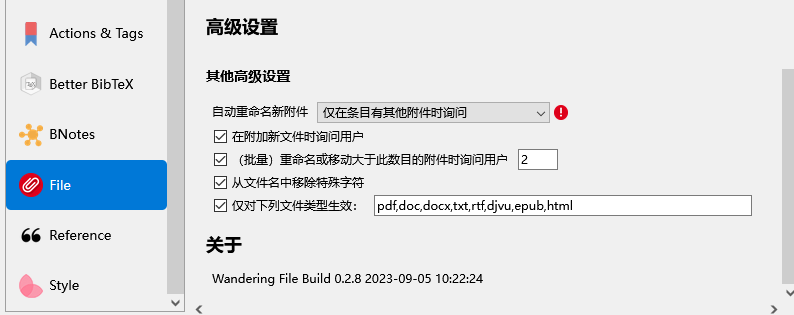 Actions & Tags
Better BibTeX
BNotes
File
Reference
Style
高级设置
其他高级设置
自动重命名新附件 仅在条目有其他附件时询问
在附加新文件时询问用户
（批量）重命名或移动大于此数目的附件时询问用户 2
从文件名中移除特殊字符
仅对下列文件类型生效： pdf,doc,docx,txt,rtf,djvu,epub,html
关于
Wandering File Build 0.2.8 2023-09-05 10:22:24